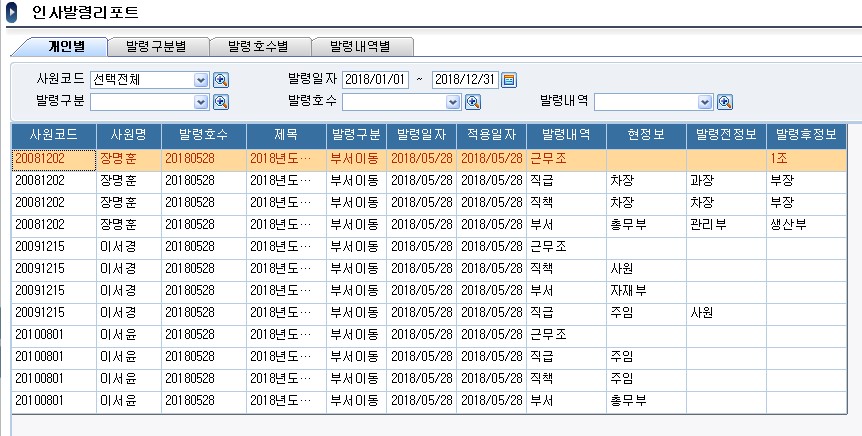 인사발령리포트
개인별 발령구분별 발령호수별 발령내역별
사원코드 선택전체 발령일자 2018/01/01 ~ 2018/12/31
발령구분 발령호수 발령내역
사원코드 사원명 발령호수 제목 발령구분 발령일자 적용일자 발령내역 현정보 발령전정보 발령후정보
20081202 장명훈 20180528 2018년도… 부서이동 2018/05/28 2018/05/28 근무조 1조
20081202 장명훈 20180528 2018년도… 부서이동 2018/05/28 2018/05/28 직급 차장 과장 부장
20081202 장명훈 20180528 2018년도… 부서이동 2018/05/28 2018/05/28 직책 차장 차장 부장
20081202 장명훈 20180528 2018년도… 부서이동 2018/05/28 2018/05/28 부서 총무부 관리부 생산부
20091215 이서경 20180528 2018년도… 부서이동 2018/05/28 2018/05/28 근무조
20091215 이서경 20180528 2018년도… 부서이동 2018/05/28 2018/05/28 직책 사원
20091215 이서경 20180528 2018년도… 부서이동 2018/05/28 2018/05/28 부서 자재부
20091215 이서경 20180528 2018년도… 부서이동 2018/05/28 2018/05/28 직급 주임 사원
20100801 이서윤 20180528 2018년도… 부서이동 2018/05/28 2018/05/28 근무조
20100801 이서윤 20180528 2018년도… 부서이동 2018/05/28 2018/05/28 직급 주임
20100801 이서윤 20180528 2018년도… 부서이동 2018/05/28 2018/05/28 직책 주임
20100801 이서윤 20180528 2018년도… 부서이동 2018/05/28 2018/05/28 부서 총무부